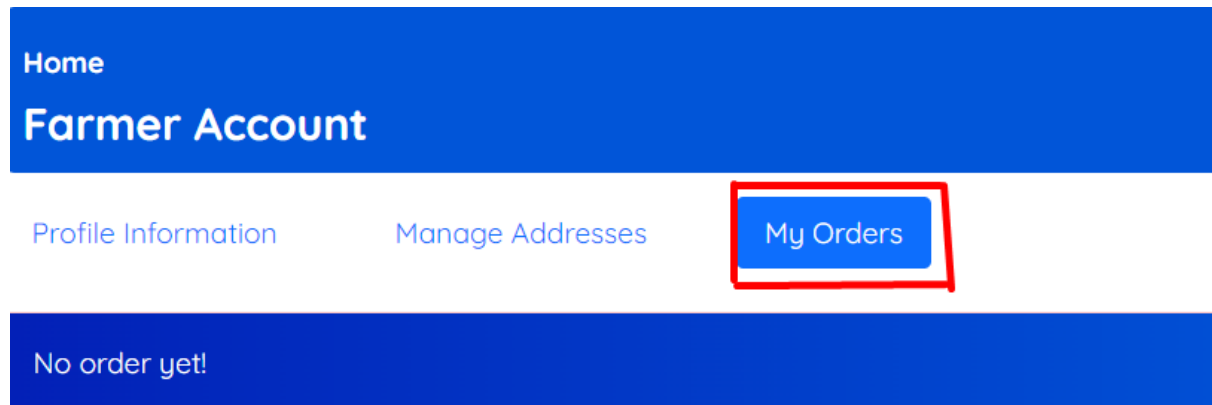 Home
Farmer Account
Profile Information Manage Addresses My Orders
No order yet!